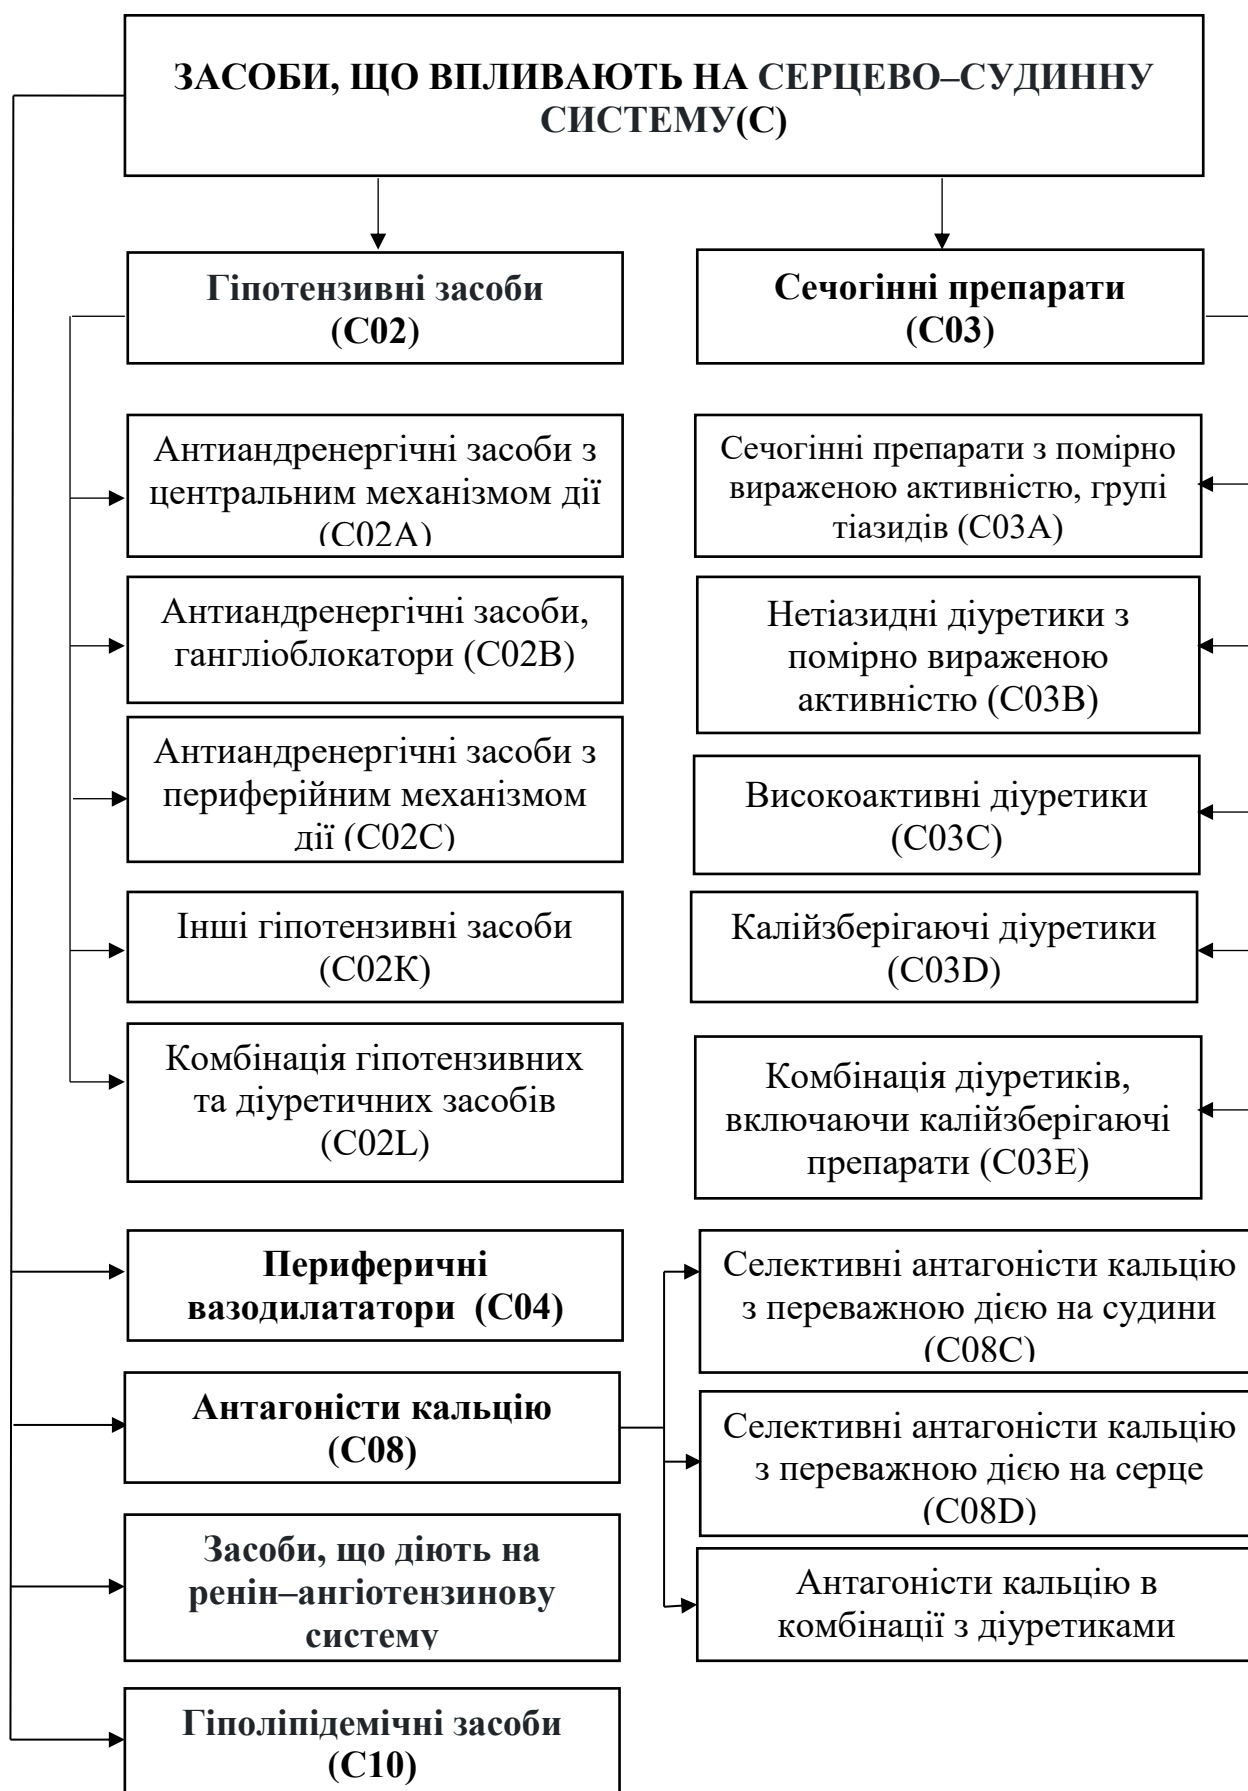 ЗАСОБИ, ЩО ВПЛИВАЮТЬ НА СЕРЦЕВО–СУДИННУ
СИСТЕМУ(С)
Гіпотензивні засоби
(С02)
Сечогінні препарати
(С03)
Антиандренергічні засоби з
центральним механізмом дії
(С02А)
Антиандренергічні засоби,
гангліоблокатори (С02В)
Антиандренергічні засоби з
периферійним механізмом
дії (С02С)
Інші гіпотензивні засоби
(С02К)
Комбінація гіпотензивних
та діуретичних засобів
(С02L)
Сечогінні препарати з помірно
вираженою активністю, групі
тіазидів (С03А)
Нетіазидні діуретики з
помірно вираженою
активністю (С03В)
Високоактивні діуретики
(С03С)
Калійзберігаючі діуретики
(С03D)
Комбінація діуретиків,
включаючи калійзберігаючі
препарати (С03Е)
Периферичні
вазодилататори (С04)
Антагоністи кальцію
(С08)
Засоби, що діють на
ренін–ангіотензинову
систему
Гіполіпідемічні засоби
(С10)
Селективні антагоністи кальцію
з переважною дією на судини
(С08С)
Селективні антагоністи кальцію
з переважною дією на серце
(С08D)
Антагоністи кальцію в
комбінації з діуретиками